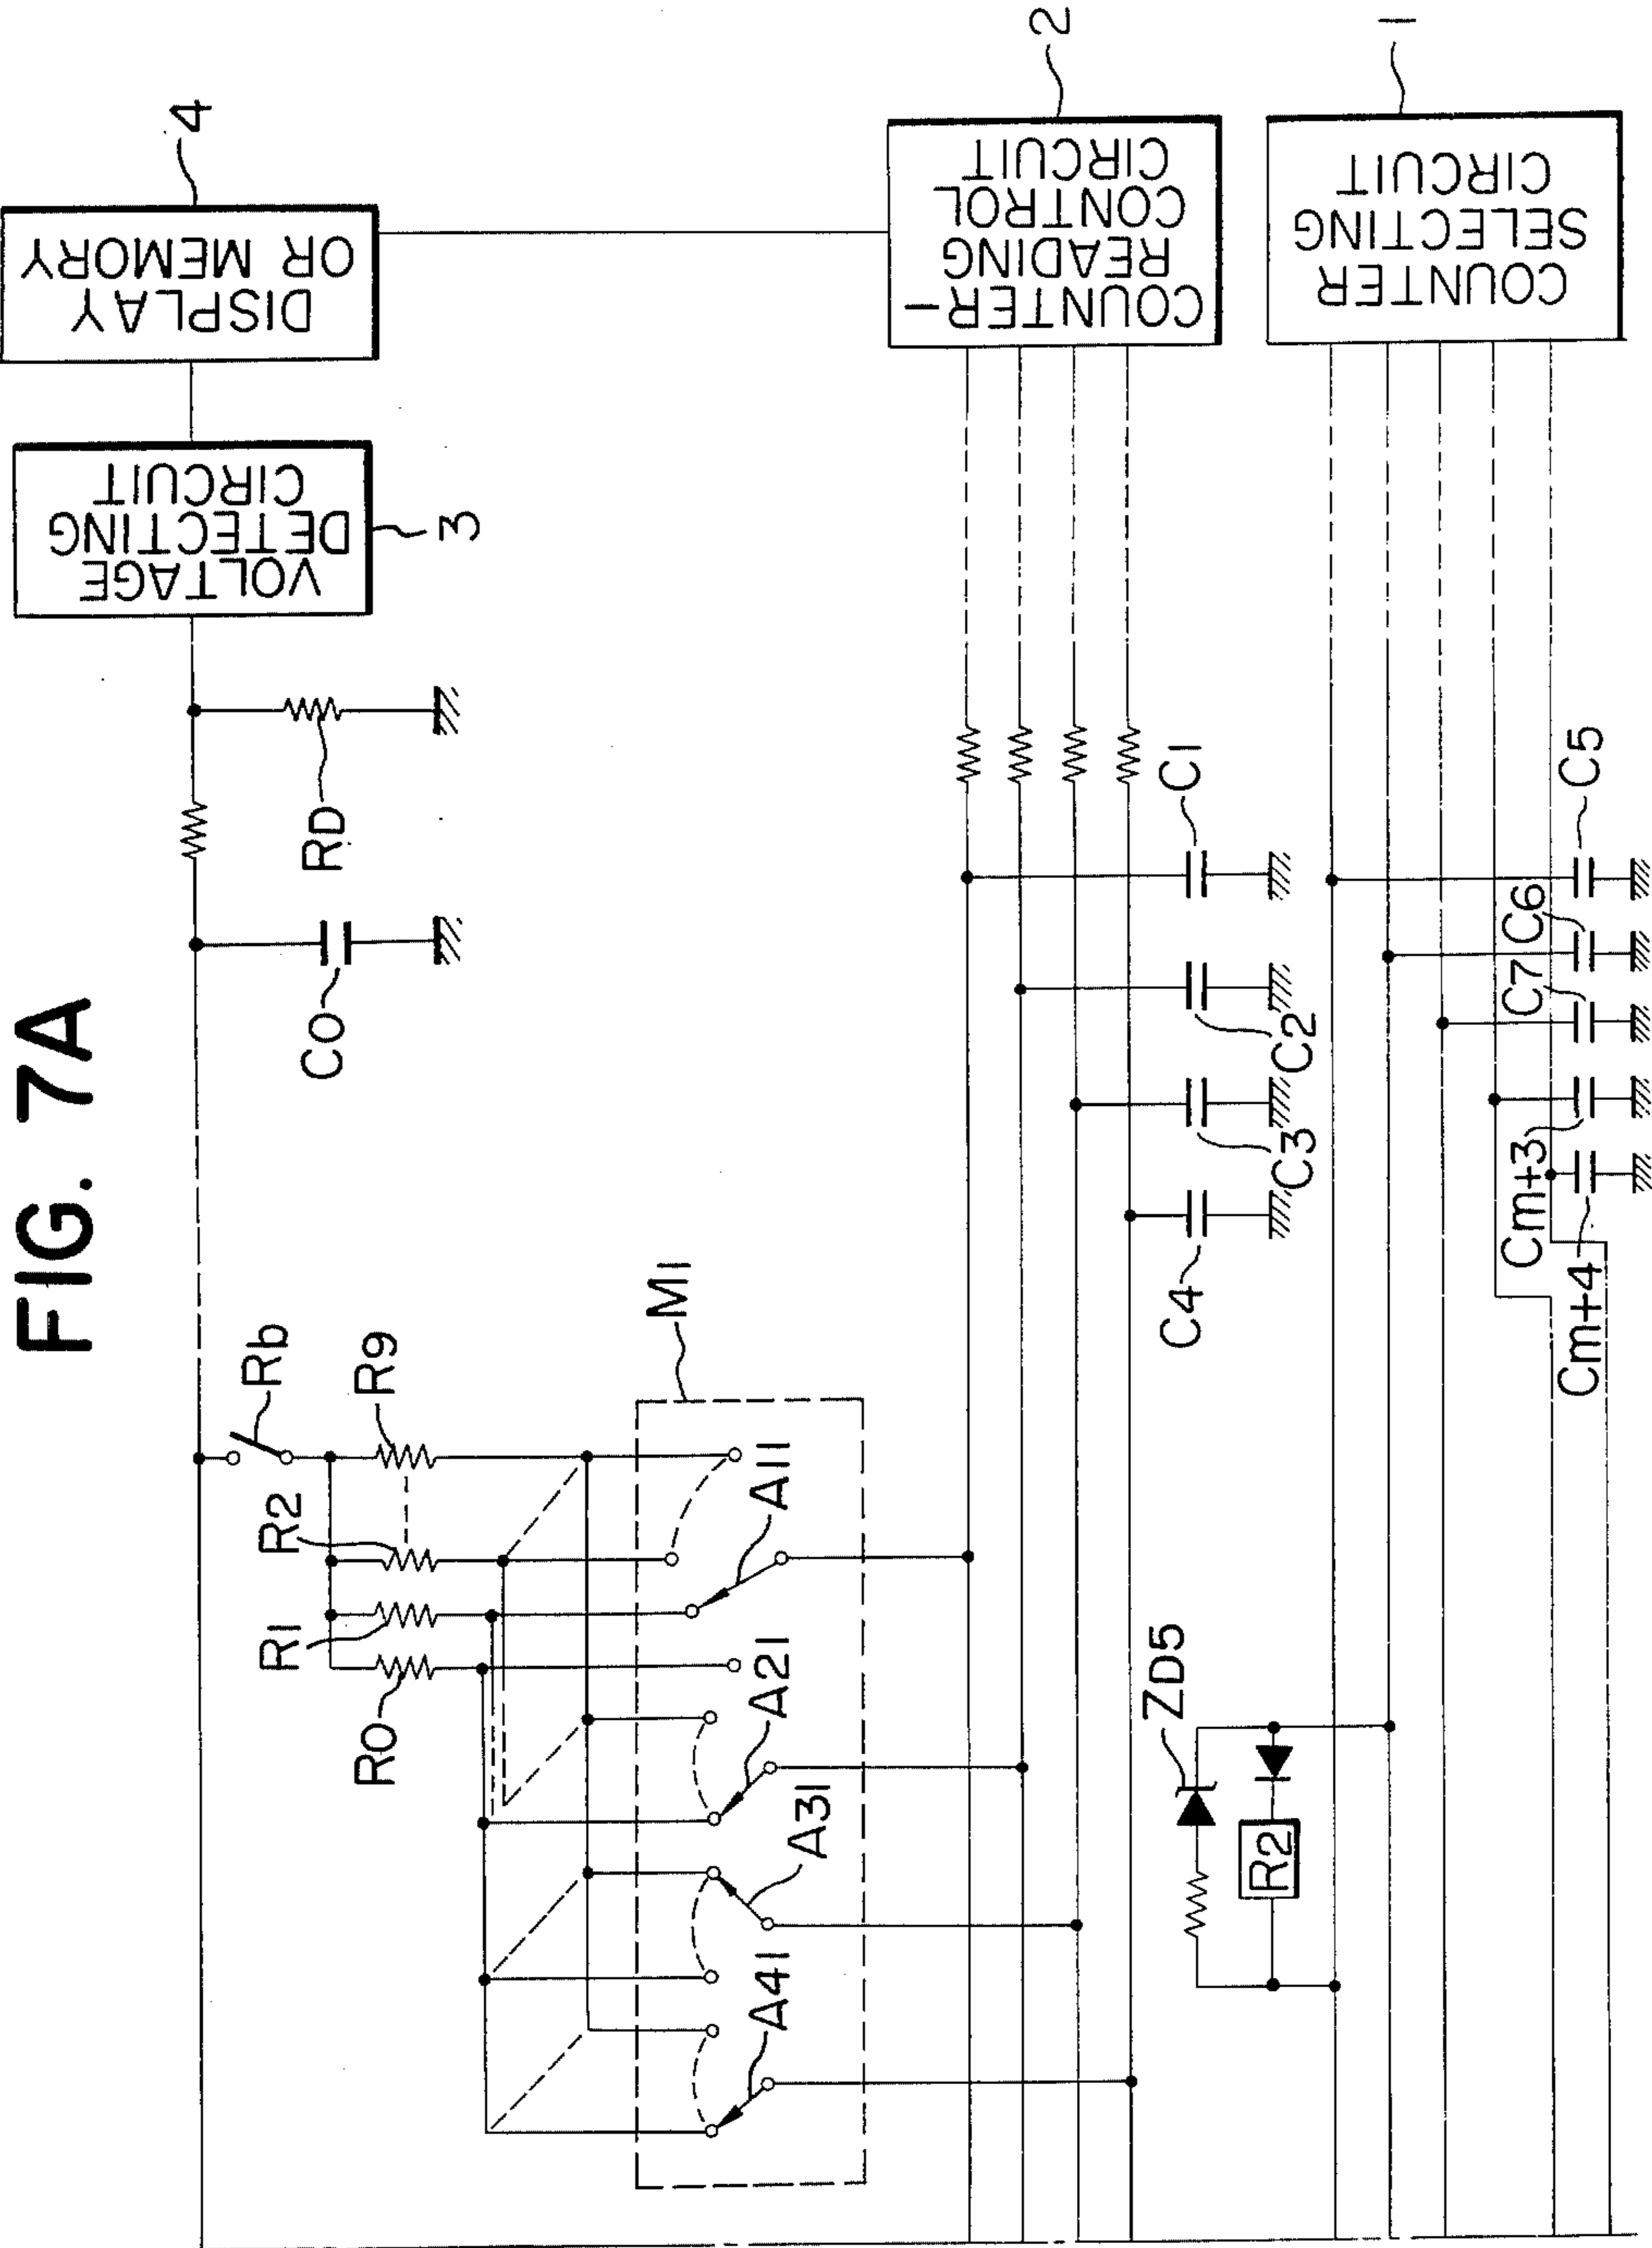 FIG. 7A
DISPLAY
OR MEMORY
4
VOLTAGE
DETECTING
CIRCUIT
3
RD
CO
Rb
R9
R2
R1
RO
M1
A11
A21
A31
A41
COUNTER-
READING
CONTROL
CIRCUIT
2
C1
C2
C3
C4
COUNTER
SELECTING
CIRCUIT
1
ZD5
R2
C5
C6
C7
Cm+3
Cm+4